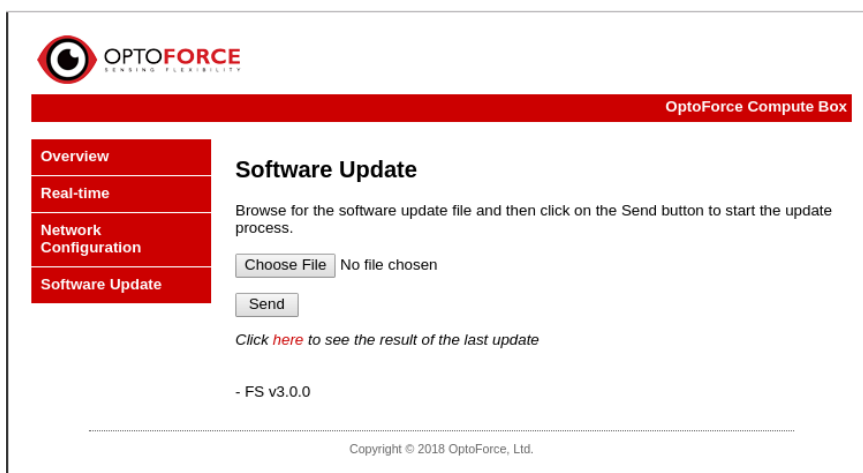 OPTOFORCE
SENSING FLEXIBILITY
OptoForce Compute Box
Overview
Real-time
Network
Configuration
Software Update
Software Update
Browse for the software update file and then click on the Send button to start the update
process.
Choose File No file chosen
Send
Click here to see the result of the last update
- FS v3.0.0
Copyright © 2018 OptoForce, Ltd.